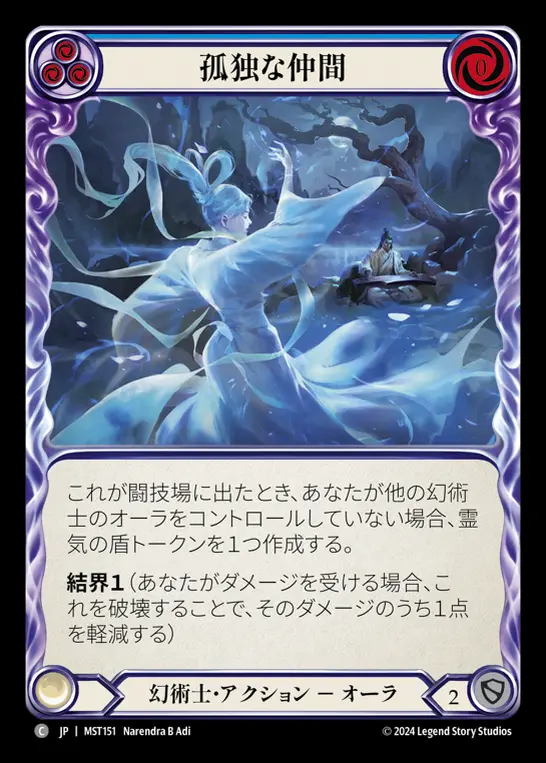 孤独な仲間
0
これが闘技場に出たとき、あなたが他の幻術
士のオーラをコントロールしていない場合、霊
気の盾トークンを1つ作成する。
結界1（あなたがダメージを受ける場合、こ
れを破壊することで、そのダメージのうち1点
を軽減する）
幻術士・アクション － オーラ
2
C JP | MST151 Narendra B Adi
© 2024 Legend Story Studios